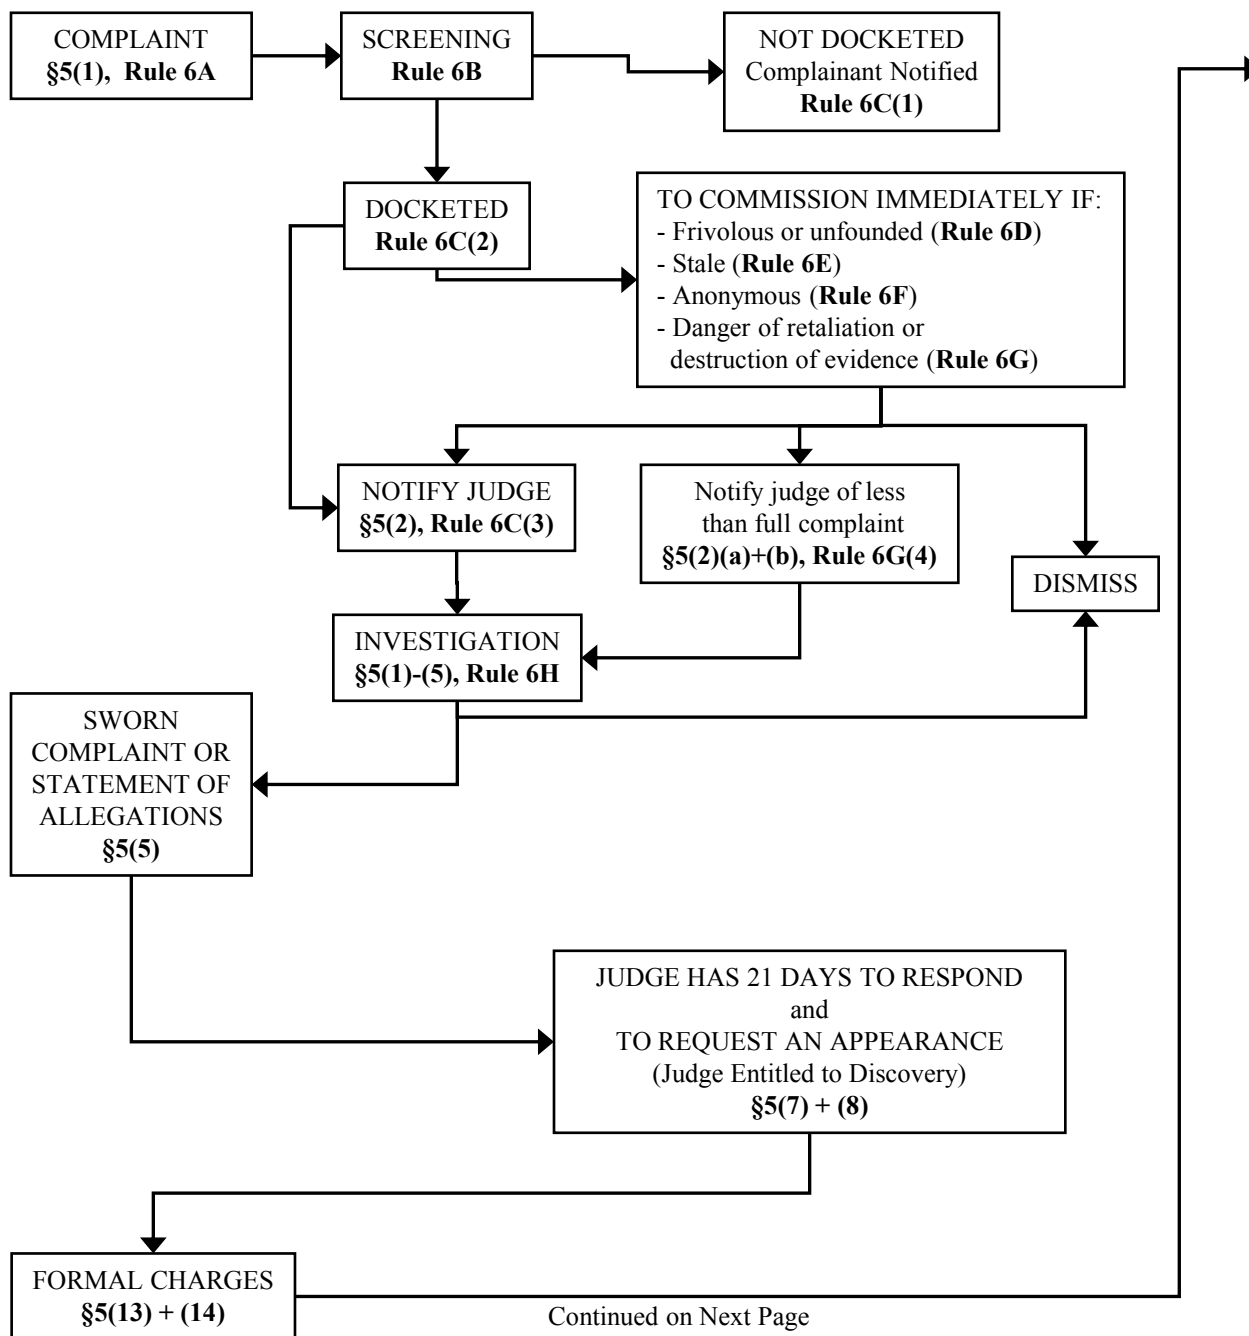 COMPLAINT
§5(1), Rule 6A
SCREENING
Rule 6B
NOT DOCKETED
Complainant Notified
Rule 6C(1)
DOCKETED
Rule 6C(2)
TO COMMISSION IMMEDIATELY IF:
- Frivolous or unfounded (Rule 6D)
- Stale (Rule 6E)
- Anonymous (Rule 6F)
- Danger of retaliation or
destruction of evidence (Rule 6G)
NOTIFY JUDGE
§5(2), Rule 6C(3)
Notify judge of less
than full complaint
§5(2)(a)+(b), Rule 6G(4)
DISMISS
INVESTIGATION
§5(1)-(5), Rule 6H
SWORN
COMPLAINT OR
STATEMENT OF
ALLEGATIONS
§5(5)
JUDGE HAS 21 DAYS TO RESPOND
and
TO REQUEST AN APPEARANCE
(Judge Entitled to Discovery)
§5(7) + (8)
FORMAL CHARGES
§5(13) + (14)
Continued on Next Page